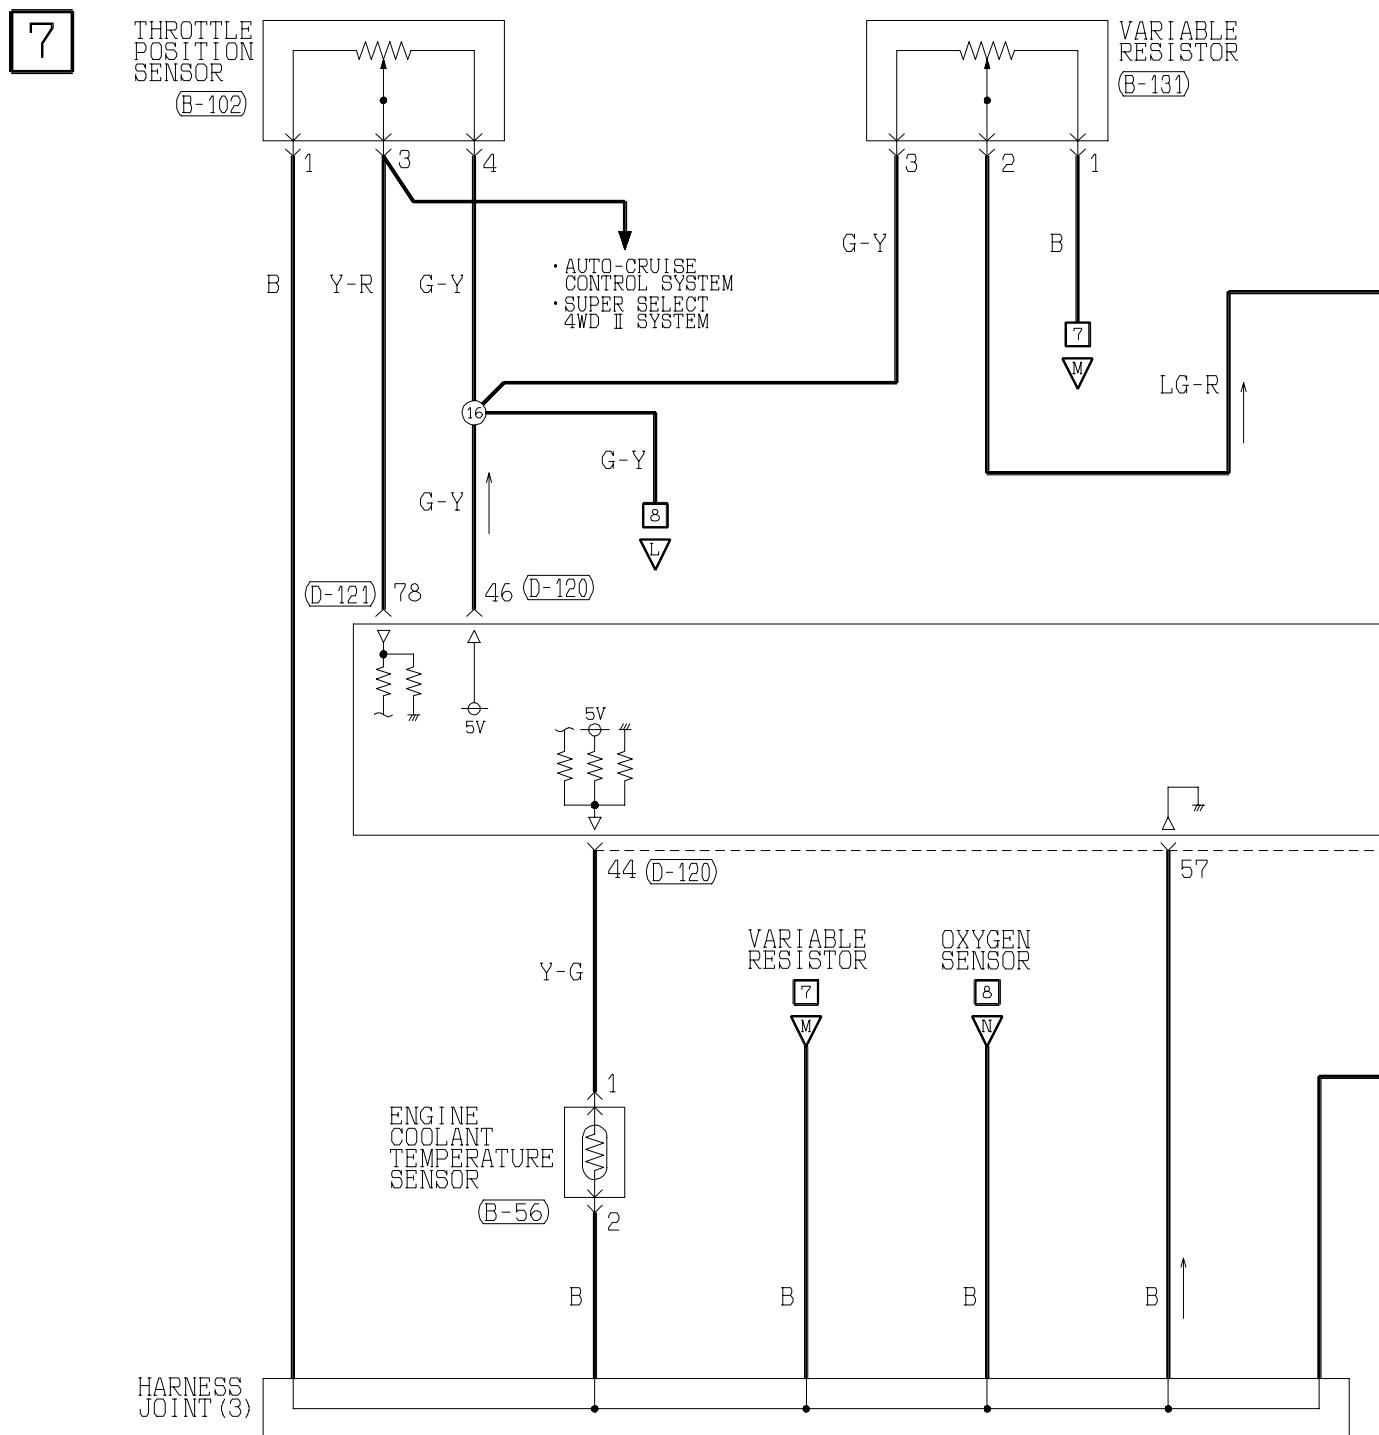 7
THROTTLE
POSITION
SENSOR
B-102
VARIABLE
RESISTOR
B-131
1
3
4
3
2
1
G-Y
B
B
Y-R
G-Y
・AUTO-CRUISE
CONTROL SYSTEM
・SUPER SELECT
4WD Ⅱ SYSTEM
7
M
LG-R
16
G-Y
G-Y
8
L
D-121
78
46
D-120
5V
5V
44
D-120
57
VARIABLE
RESISTOR
OXYGEN
SENSOR
Y-G
7
8
M
N
1
ENGINE
COOLANT
TEMPERATURE
SENSOR
B-56
2
B
B
B
B
HARNESS
JOINT(3)